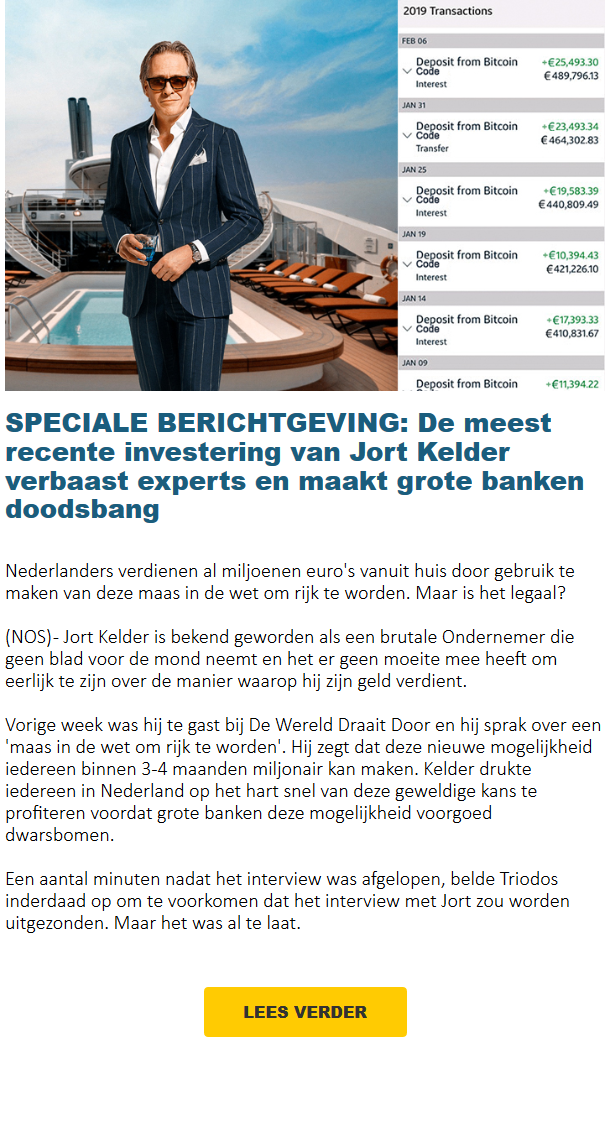 2019 Transactions
FEB 06
Deposit from Bitcoin +€25,493.30
Code €489,796.13
Interest
JAN 31
Deposit from Bitcoin +€23,493.34
Code €464,302.83
Transfer
JAN 25
Deposit from Bitcoin +€19,583.39
Code €440,809.49
Interest
JAN 19
Deposit from Bitcoin +€10,394.43
Code €421,226.10
Interest
JAN 14
Deposit from Bitcoin +€17,393.33
Code €410,831.67
Interest
JAN 09
Deposit from Bitcoin +€11,394.22
SPECIALE BERICHTGEVING: De meest
recente investering van Jort Kelder
verbaast experts en maakt grote banken
doodsbang
Nederlanders verdienen al miljoenen euro's vanuit huis door gebruik te
maken van deze maas in de wet om rijk te worden. Maar is het legaal?
(NOS)- Jort Kelder is bekend geworden als een brutale Ondernemer die
geen blad voor de mond neemt en het er geen moeite mee heeft om
eerlijk te zijn over de manier waarop hij zijn geld verdient.
Vorige week was hij te gast bij De Wereld Draait Door en hij sprak over een
'maas in de wet om rijk te worden'. Hij zegt dat deze nieuwe mogelijkheid
iedereen binnen 3-4 maanden miljonair kan maken. Kelder drukte
iedereen in Nederland op het hart snel van deze geweldige kans te
profiteren voordat grote banken deze mogelijkheid voorgoed
dwarsbomen.
Een aantal minuten nadat het interview was afgelopen, belde Triodos
inderdaad op om te voorkomen dat het interview met Jort zou worden
uitgezonden. Maar het was al te laat.
LEES VERDER